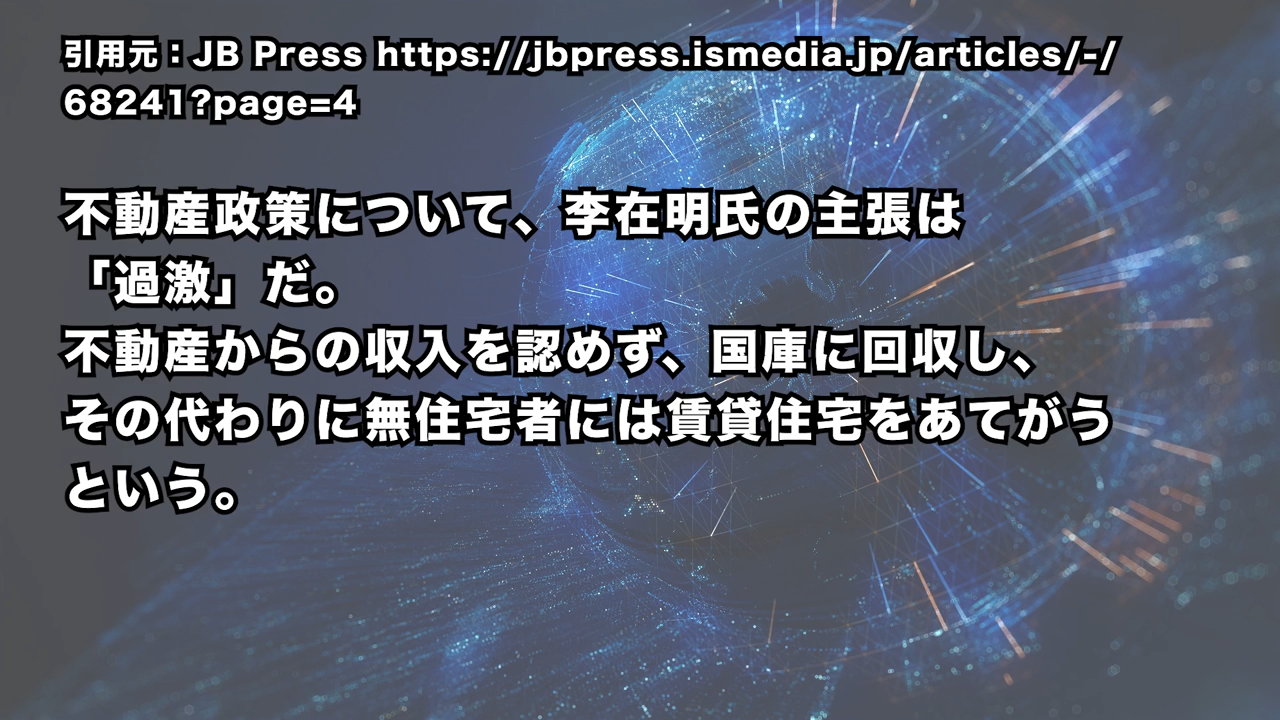 引用元：JB Press https://jbpress.ismedia.jp/articles/-/
68241?page=4
不動産政策について、李在明氏の主張は
「過激」だ。
不動産からの収入を認めず、国庫に回収し、
その代わりに無住宅者には賃貸住宅をあてがう
という。